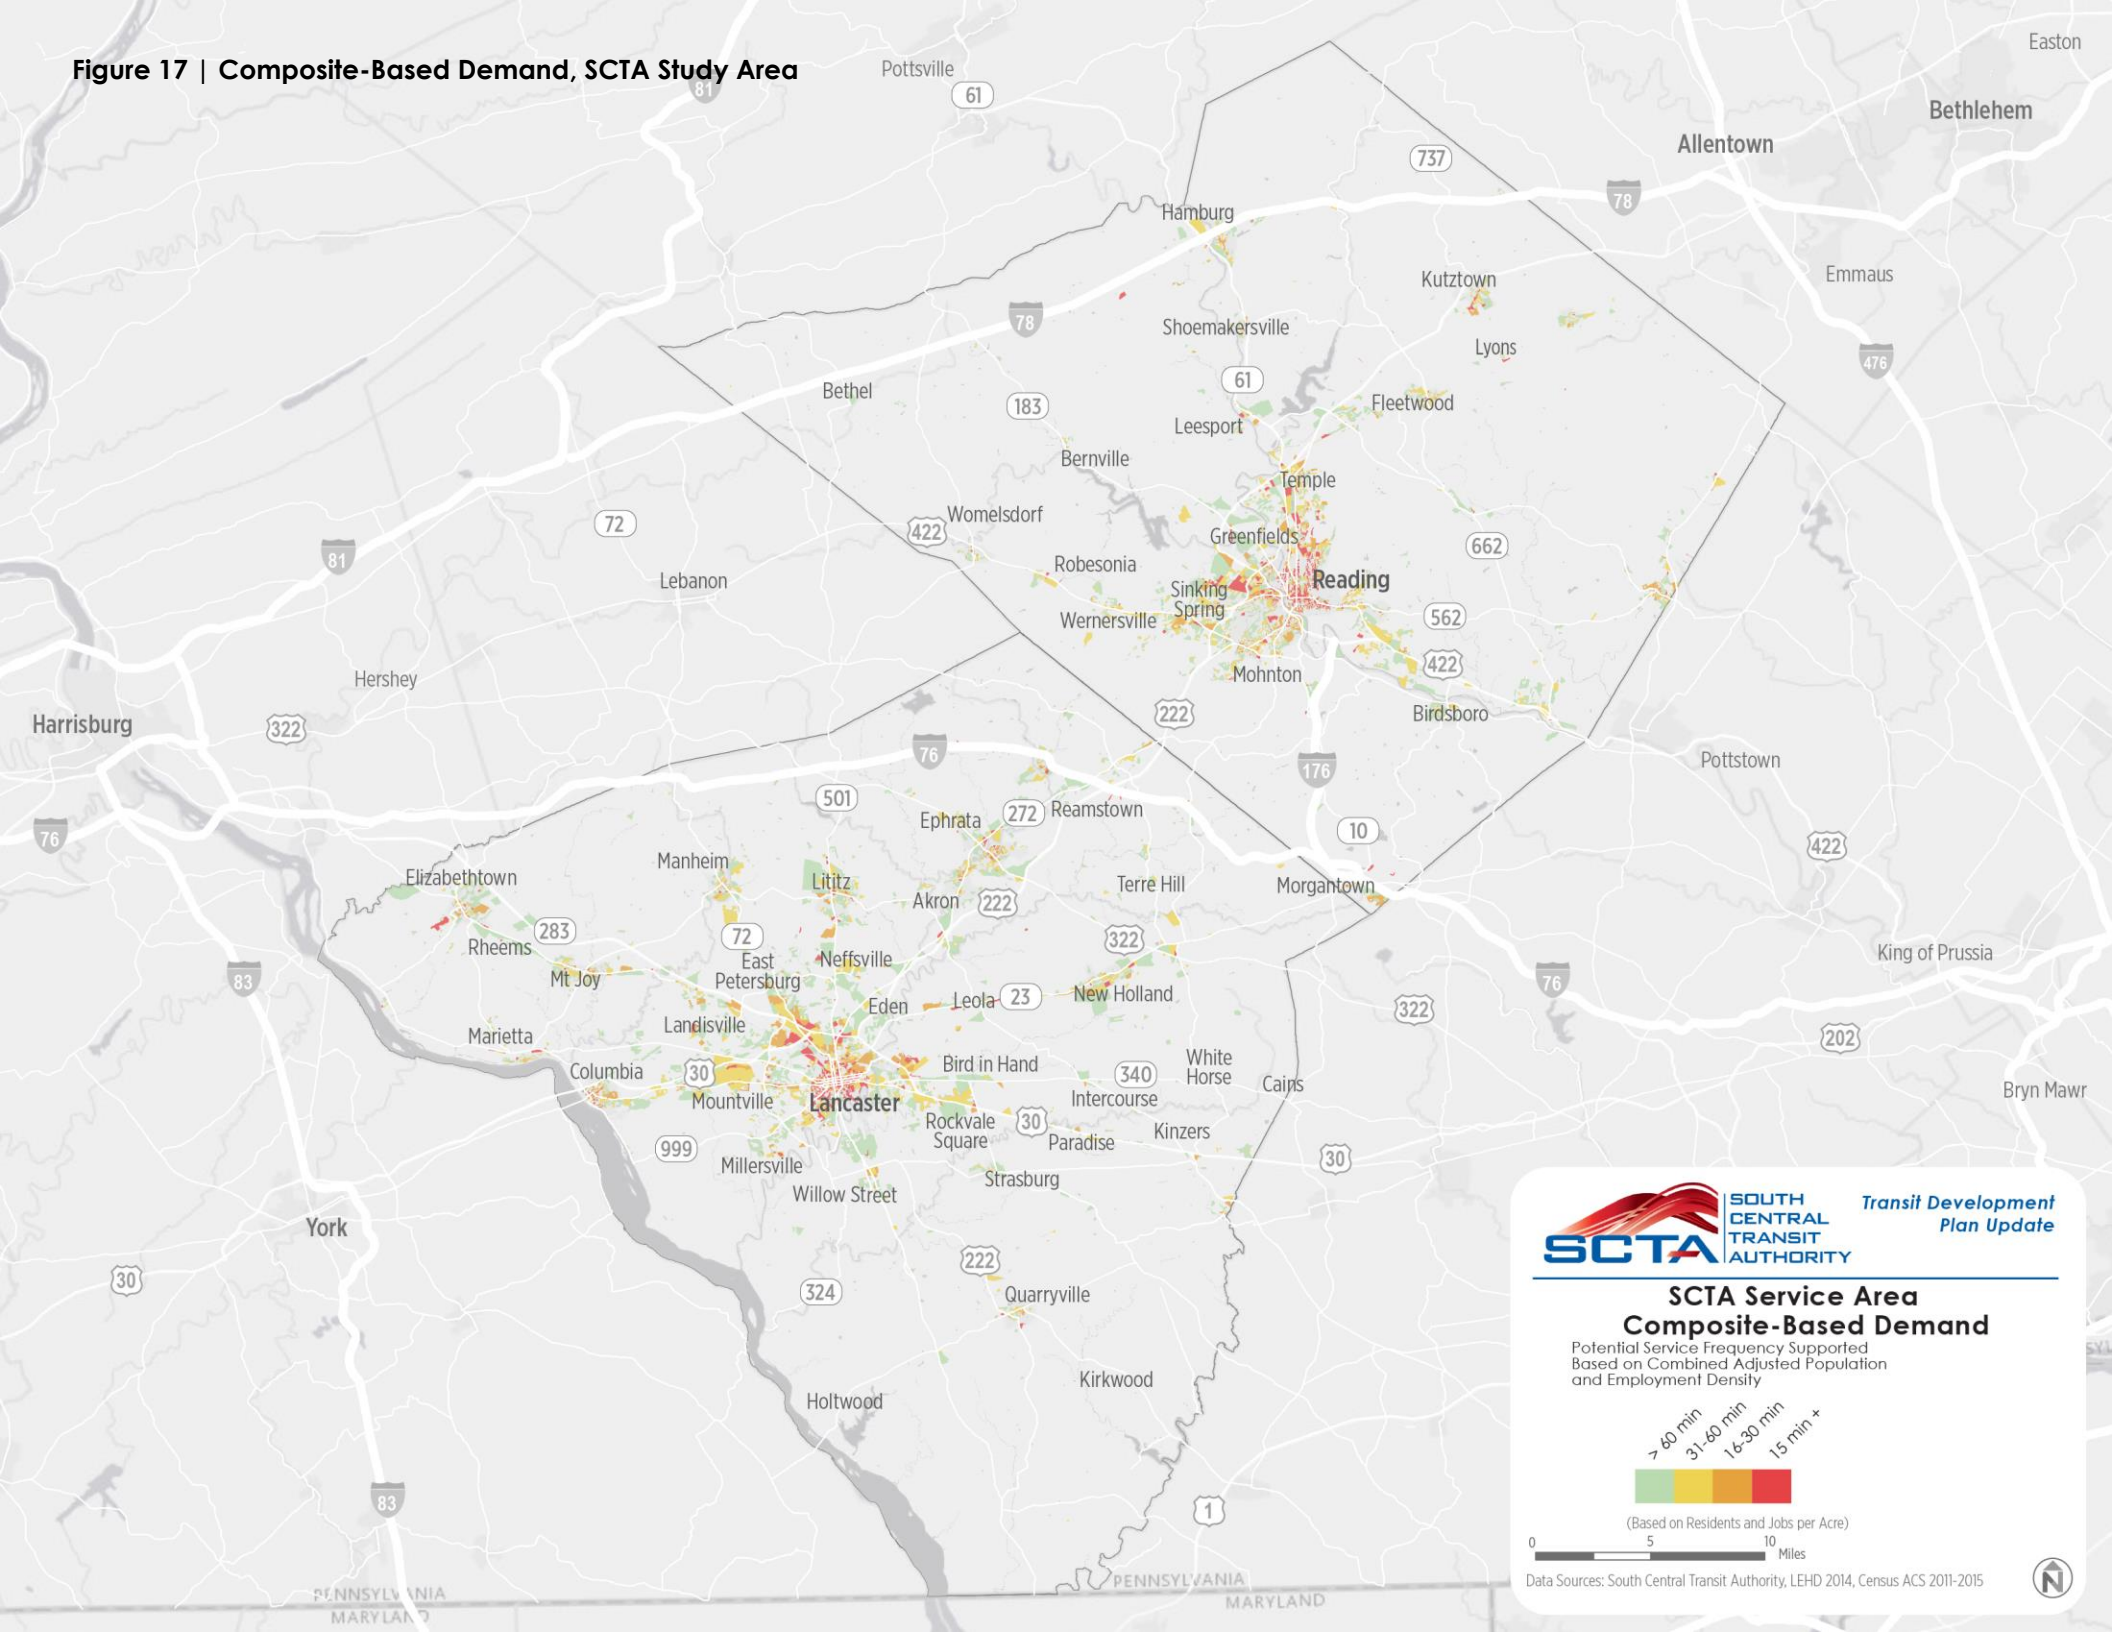 Figure 17 | Composite-Based Demand, SCTA Study Area
Pottsville
Easton
81
61
Bethlehem
Allentown
737
78
Hamburg
Emmaus
Kutztown
78
Shoemakersville
Lyons
476
61
Bethel
183
Fleetwood
Leesport
Bernville
Temple
Womelsdorf
72
422
Greenfields
662
81
Robesonia
Lebanon
Reading
Sinking
Spring
562
Wernersville
422
Hershey
Mohnton
222
Birdsboro
Harrisburg
322
76
Pottstown
176
501
272
Reamstown
Ephrata
10
76
422
Manheim
Elizabethtown
Lititz
Terre Hill
Morgantown
Akron
222
283
72
322
Rheems
East
Petersburg
Neffsville
King of Prussia
83
Mt Joy
76
New Holland
Leola
23
Eden
322
Landisville
Marietta
202
White
Horse
Bird in Hand
Columbia
30
340
Cains
Bryn Mawr
Mountville
Lancaster
Intercourse
Rockvale
Square
30
Kinzers
Paradise
999
30
Millersville
Strasburg
Willow Street
York
222
30
324
Quarryville
Kirkwood
Holtwood
83
1
PENNSYLVANIA
MARYLAND
PENNSYLVANIA
MARYLAND
SCTA
SOUTH
CENTRAL
TRANSIT
AUTHORITY
Transit Development
Plan Update
SCTA Service Area
Composite-Based Demand
Potential Service Frequency Supported
Based on Combined Adjusted Population
and Employment Density
> 60 min
31-60 min
16-30 min
15 min +
(Based on Residents and Jobs per Acre)
0 5 10
Miles
Data Sources: South Central Transit Authority, LEHD 2014, Census ACS 2011-2015
N